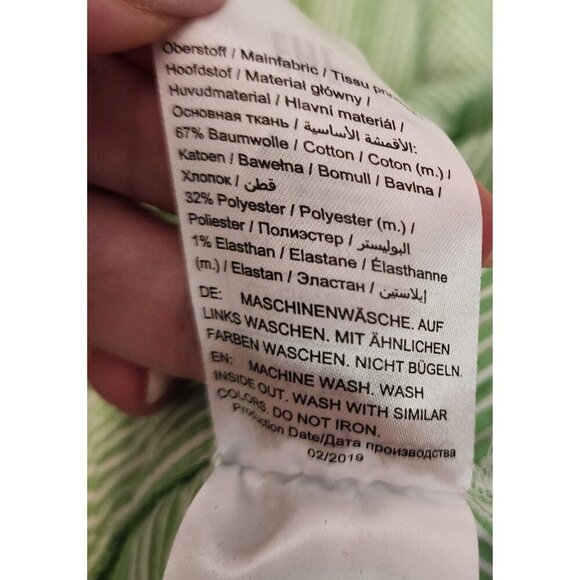 Oberstoff / Mainfabric / Tissu
Hoofdstof / Materiał główny /
Huvudmaterial / Hlavní materiál /
Основная ткань / الأقمشة الأساسية:
67% Baumwolle / Cotton / Coton (m.) /
Katoen / Bawełna / Bomull / Bavlna /
Хлопок / قطن
32% Polyester / Polyester (m.) /
Poliester / Полиэстер / البوليستر
1% Elasthan / Elastane / Élasthanne
(m.) / Elastan / Эластан / إيلاستين
DE: MASCHINENWÄSCHE. AUF
LINKS WASCHEN. MIT ÄHNLICHEN
FARBEN WASCHEN. NICHT BÜGELN.
EN: MACHINE WASH. WASH
INSIDE OUT. WASH WITH SIMILAR
COLORS. DO NOT IRON.
Production Date/Дата производства
02/2019